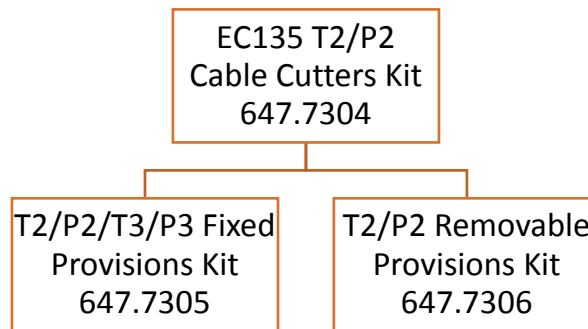 EC135 T2/P2
Cable Cutters Kit
647.7304
T2/P2/T3/P3 Fixed
Provisions Kit
647.7305
T2/P2 Removable
Provisions Kit
647.7306